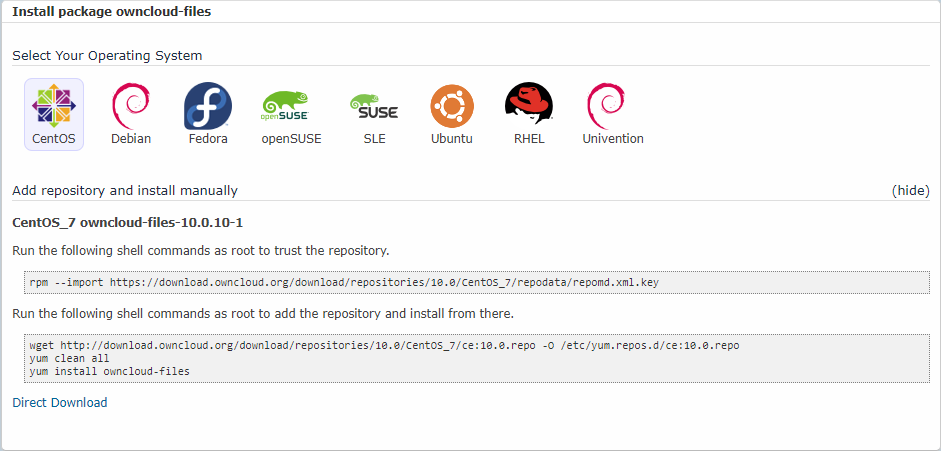 Install package owncloud-files
Select Your Operating System
openSUSE
SUSE
CentOS Debian Fedora openSUSE SLE Ubuntu RHEL Univention
Add repository and install manually (hide)
CentOS_7 owncloud-files-10.0.10-1
Run the following shell commands as root to trust the repository.
rpm --import https://download.owncloud.org/download/repositories/10.0/CentOS_7/repodata/repomd.xml.key
Run the following shell commands as root to add the repository and install from there.
wget http://download.owncloud.org/download/repositories/10.0/CentOS_7/ce:10.0.repo -O /etc/yum.repos.d/ce:10.0.repo
yum clean all
yum install owncloud-files
Direct Download